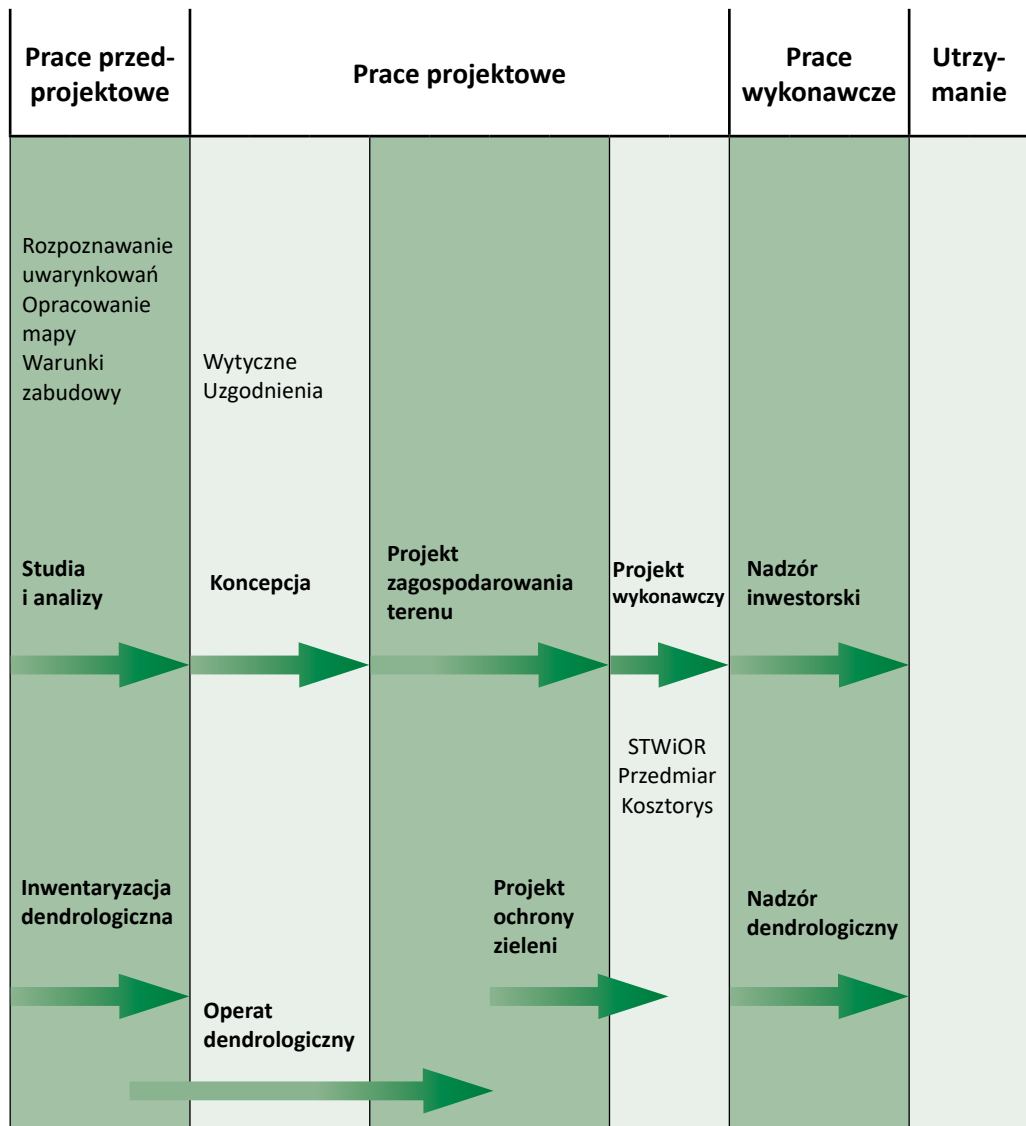 Prace przed-
projektowe
Prace projektowe
Prace
wykonawcze
Utrzy-
manie
Rozpoznawanie
uwarynkowań
Opracowanie
mapy
Warunki
zabudowy
Wytyczne
Uzgodnienia
Studia
i analizy
Koncepcja
Projekt
zagospodarowania
terenu
Projekt
wykonawczy
Nadzór
inwestorski
STWiOR
Przedmiar
Kosztorys
Inwentaryzacja
dendrologiczna
Operat
dendrologiczny
Projekt
ochrony
zieleni
Nadzór
dendrologiczny